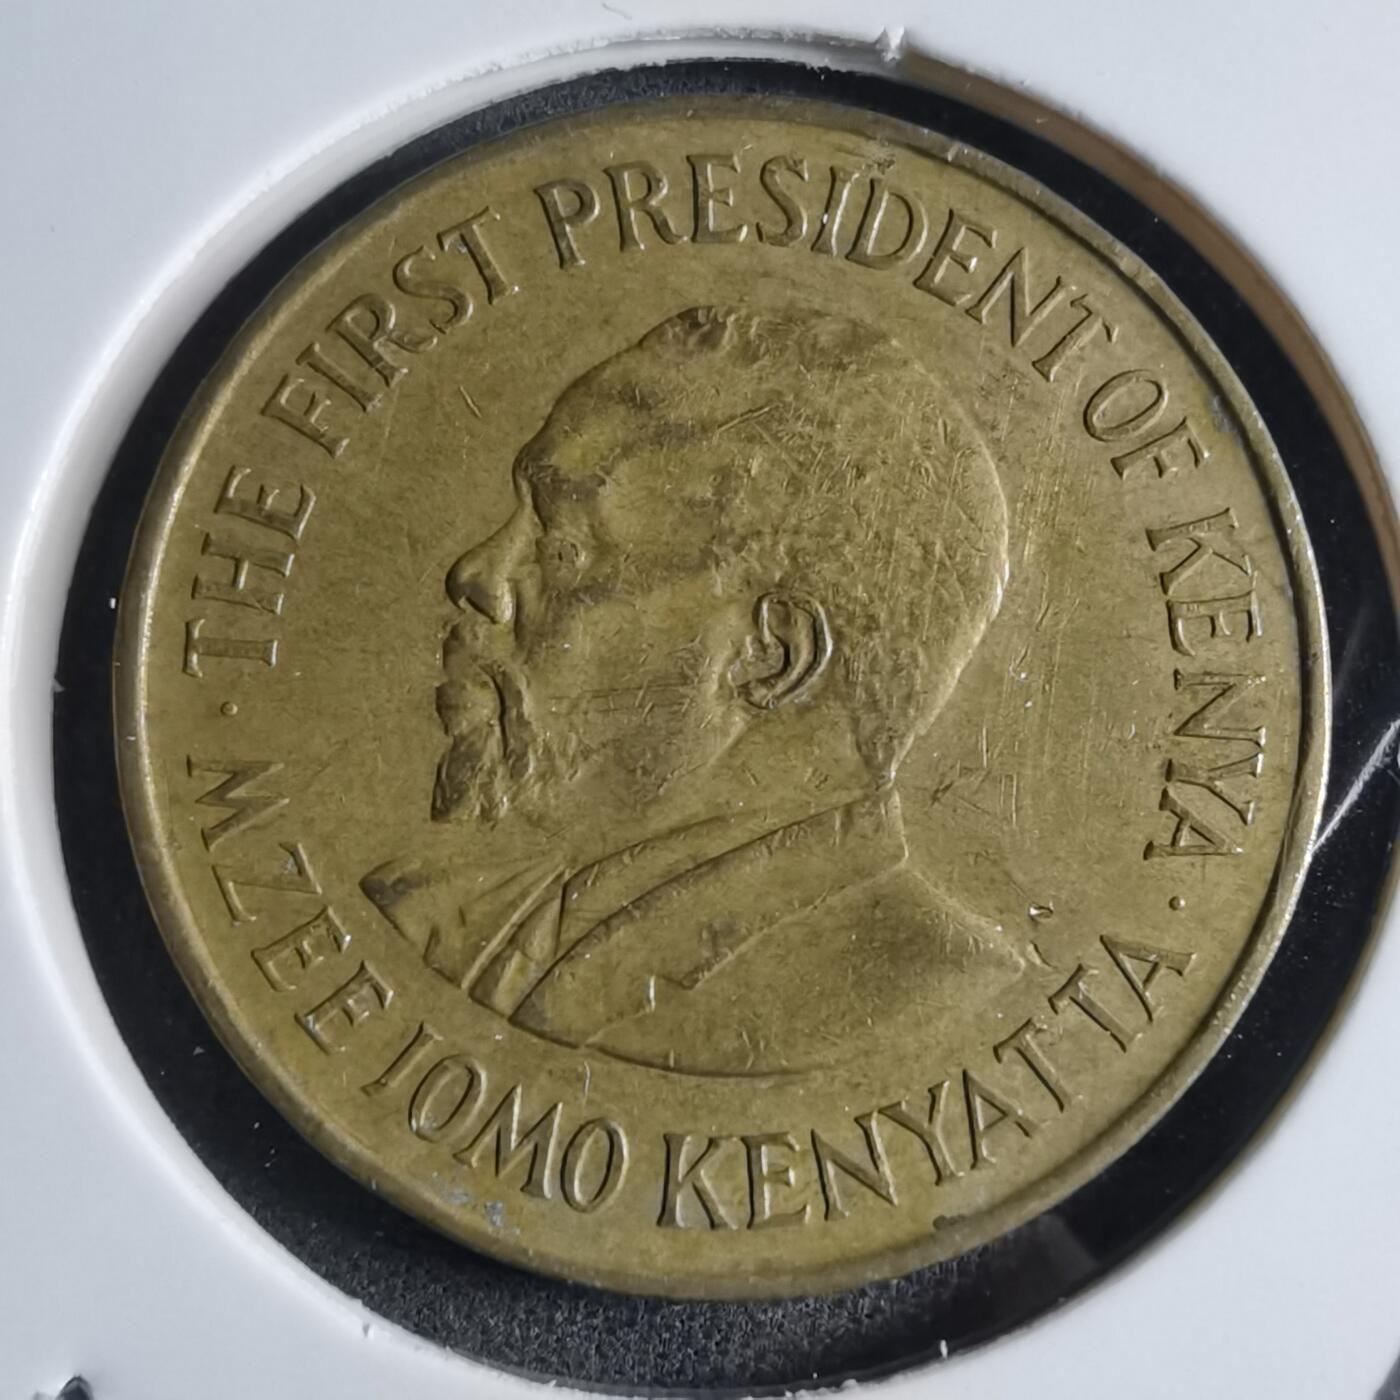 THE FIRST PRESIDENT OF KENYA ·
MZEE JOMO KENYATTA ·